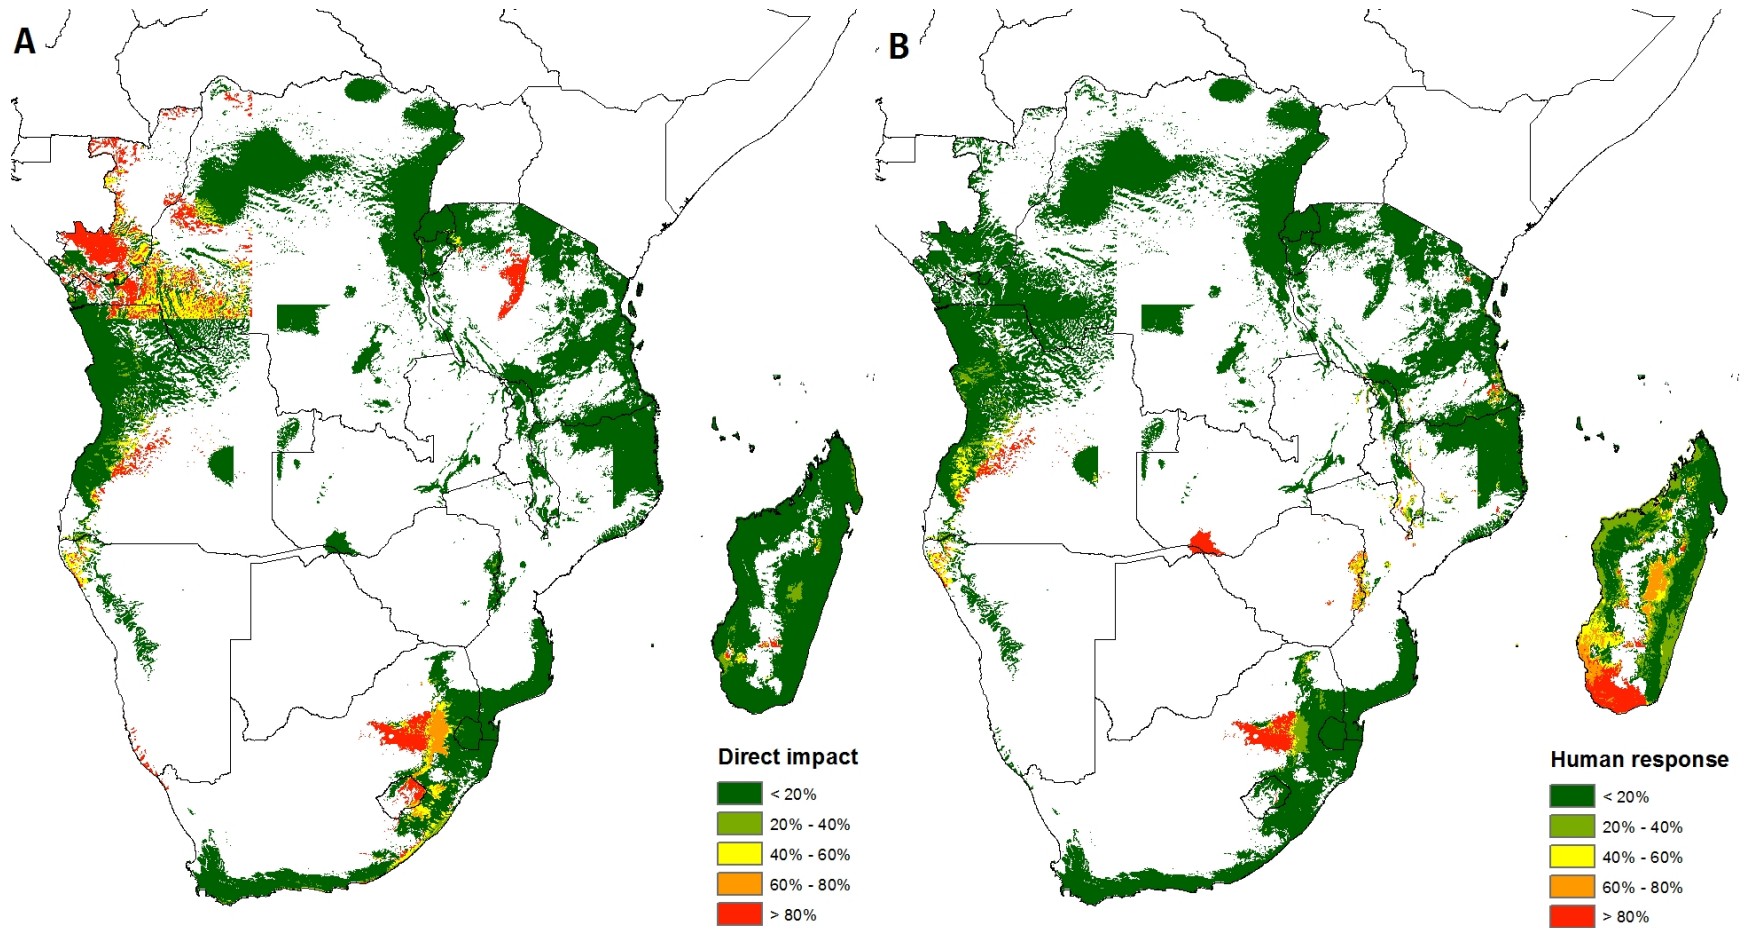 A
B
Direct impact
< 20%
20% - 40%
40% - 60%
60% - 80%
> 80%
Human response
< 20%
20% - 40%
40% - 60%
60% - 80%
> 80%